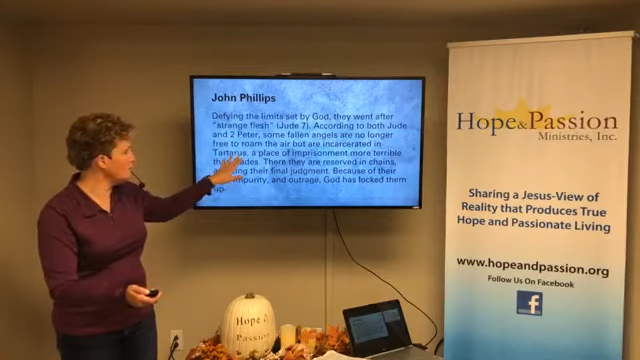 John Phillips
Defying the limits set by God, they went after
"strange flesh" (Jude 7). According to both Jude
and 2 Peter, some fallen angels are no longer
free to roam the air but are incarcerated in
Tartarus, a place of imprisonment more terrible
There they are reserved in chains,
their final judgment. Because of their
impurity, and outrage, God has locked them
up.
Hope & Passion
Hope&Passion
Ministries, Inc.
Sharing a Jesus-View of
Reality that Produces True
Hope and Passionate Living
www.hopeandpassion.org
Follow Us On Facebook
f